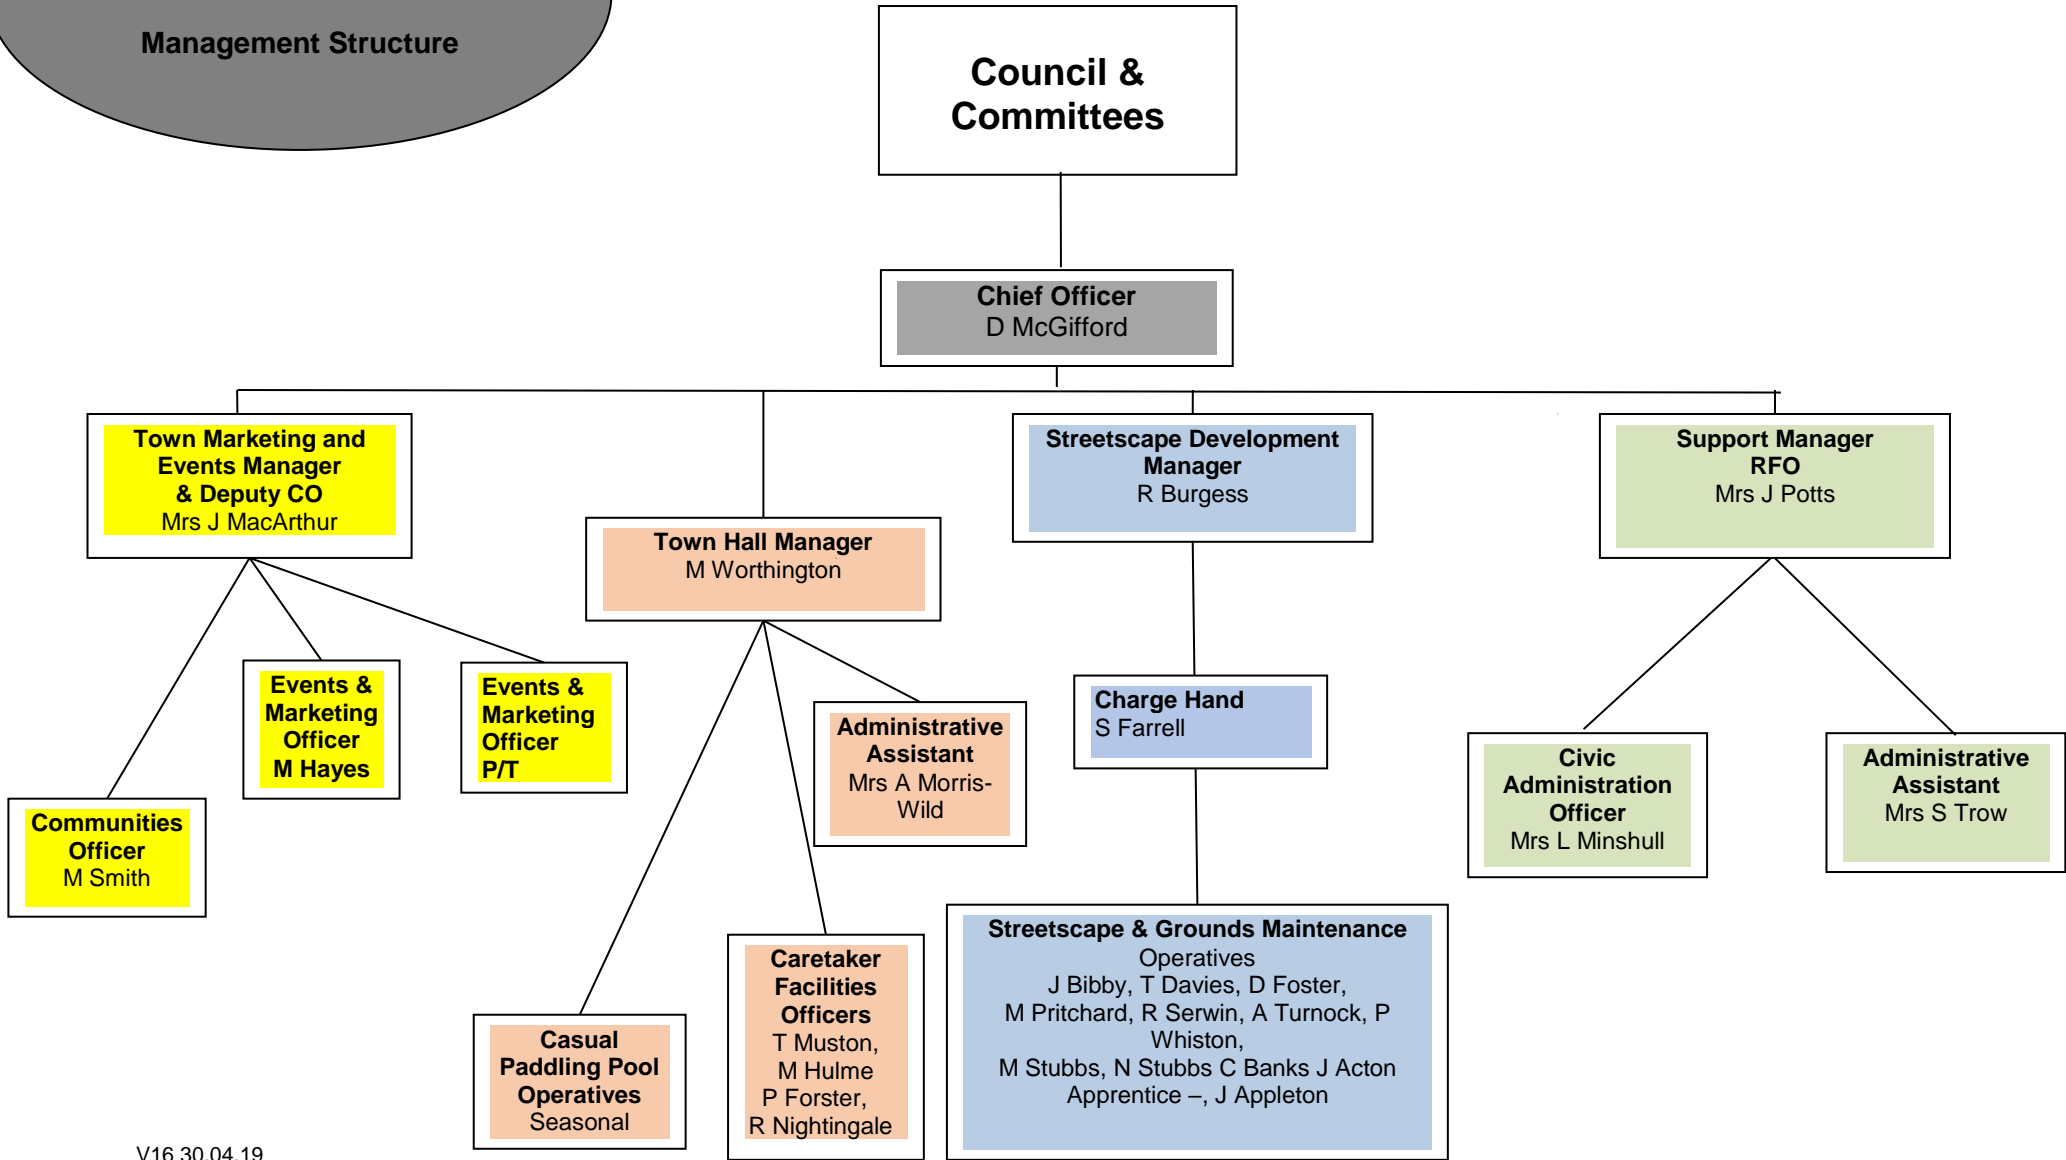 Management Structure
Council &
Committees
Chief Officer
D McGifford
Town Marketing and
Events Manager
& Deputy CO
Mrs J MacArthur
Town Hall Manager
M Worthington
Streetscape Development
Manager
R Burgess
Support Manager
RFO
Mrs J Potts
Communities
Officer
M Smith
Events &
Marketing
Officer
M Hayes
Events &
Marketing
Officer
P/T
Casual
Paddling Pool
Operatives
Seasonal
Caretaker
Facilities
Officers
T Muston,
M Hulme
P Forster,
R Nightingale
Administrative
Assistant
Mrs A Morris-
Wild
Charge Hand
S Farrell
Streetscape & Grounds Maintenance
Operatives
J Bibby, T Davies, D Foster,
M Pritchard, R Serwin, A Turnock, P
Whiston,
M Stubbs, N Stubbs C Banks J Acton
Apprentice –, J Appleton
Civic
Administration
Officer
Mrs L Minshull
Administrative
Assistant
Mrs S Trow
V16 30.04.19